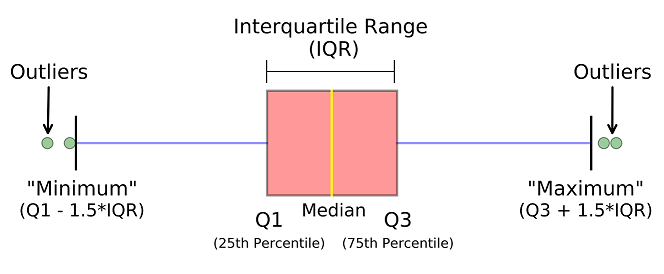 Interquartile Range
(IQR)
Outliers
Outliers
"Minimum"
(Q1 - 1.5*IQR)
"Maximum"
(Q3 + 1.5*IQR)
Q1
Median
Q3
(25th Percentile)
(75th Percentile)